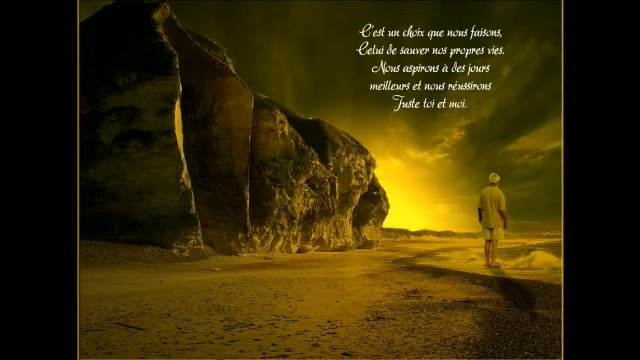 C'est un choix que nous faisons,
Celui de sauver nos propres vies.
Nous aspirons à des jours
meilleurs et nous réussirons
Juste toi et moi.